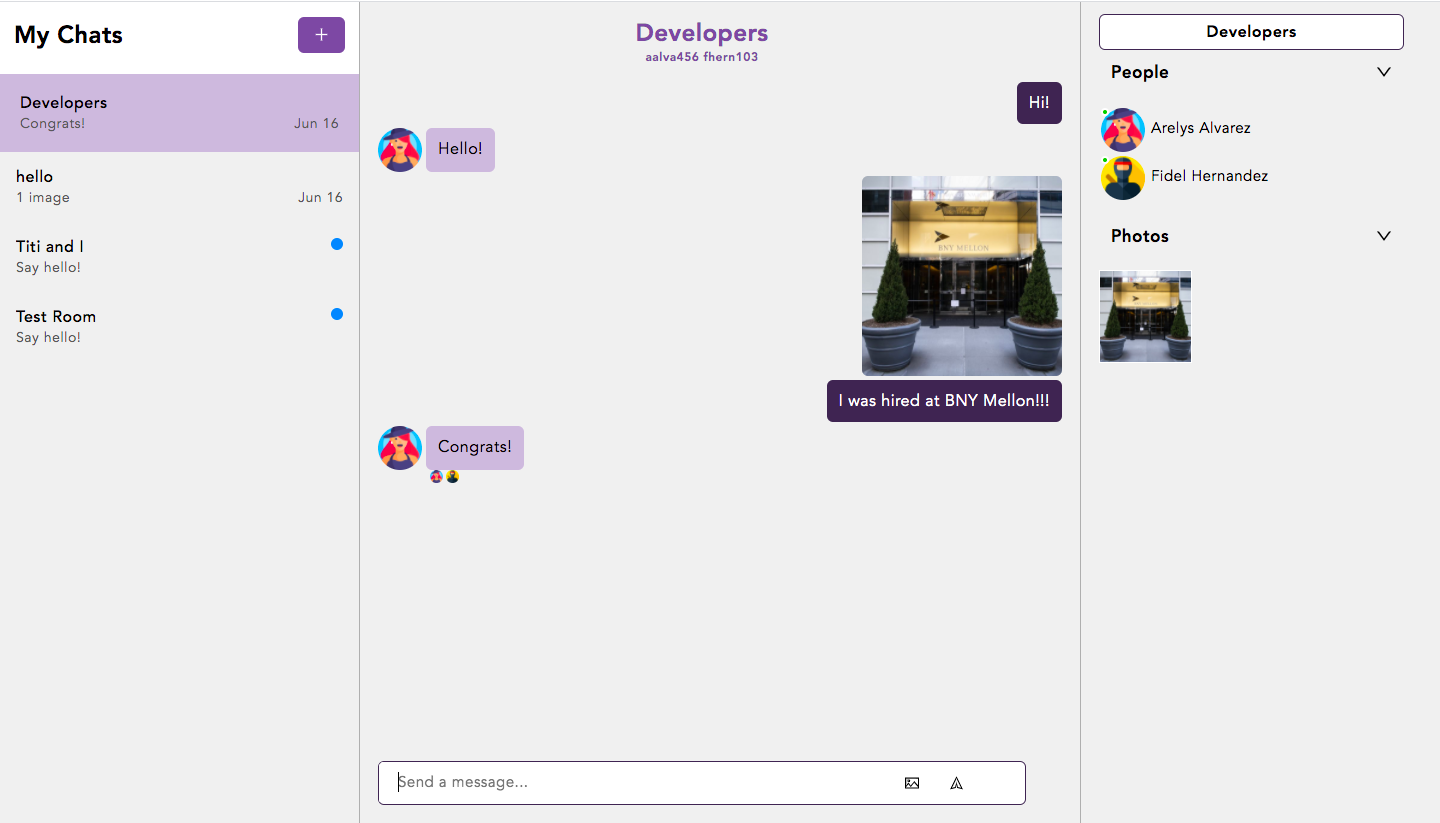 My Chats
+
Developers
Congrats!
Jun 16
hello
1 image
Jun 16
Titi and I
Say hello!
Test Room
Say hello!
Developers
aalva456 fhern103
Hi!
Hello!
BNY MELLON
I was hired at BNY Mellon!!!
Congrats!
Send a message...
Developers
People
Arelys Alvarez
Fidel Hernandez
Photos